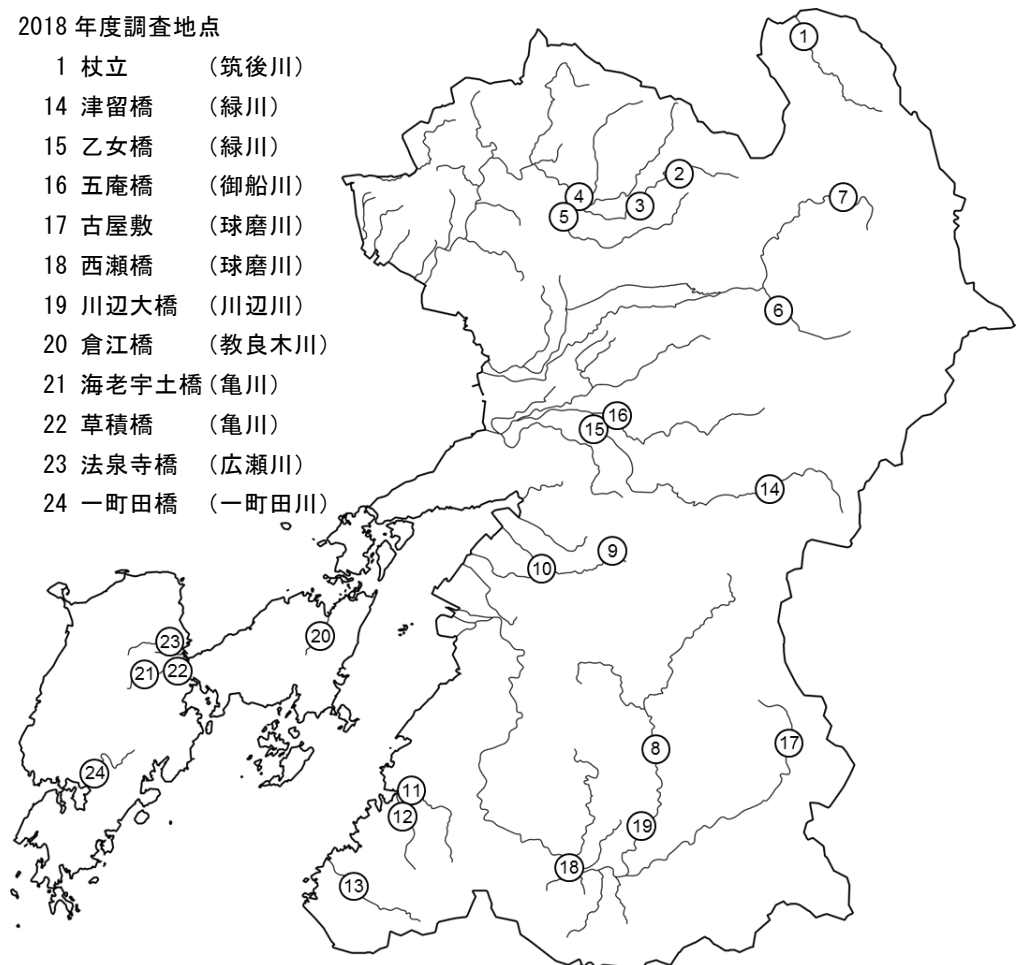 2018 年度調査地点
1 杖立 (筑後川)
14 津留橋 (緑川)
15 乙女橋 (緑川)
16 五庵橋 (御船川)
17 古屋敷 (球磨川)
18 西瀬橋 (球磨川)
19 川辺大橋 (川辺川)
20 倉江橋 (教良木川)
21 海老宇土橋 (亀川)
22 草積橋 (亀川)
23 法泉寺橋 (広瀬川)
24 一町田橋 (一町田川)
1
2
7
4
3
5
6
16
15
14
9
10
20
23
21
22
17
8
24
11
12
19
18
13